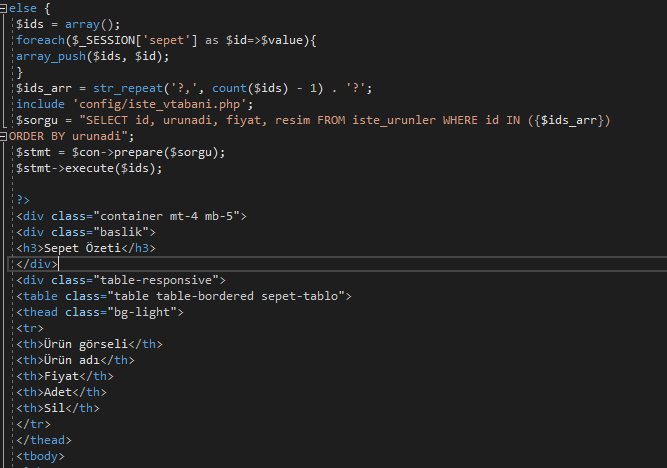 else {
$ids = array();
foreach($_SESSION['sepet'] as $id=>$value){
array_push($ids, $id);
}
$ids_arr = str_repeat('?,', count($ids) - 1) . '?';
include 'config/iste_vtabani.php';
$sorgu = "SELECT id, urunadi, fiyat, resim FROM iste_urunler WHERE id IN ({$ids_arr})
ORDER BY urunadi";
$stmt = $con->prepare($sorgu);
$stmt->execute($ids);
?>
<div class="container mt-4 mb-5">
<div class="baslik">
<h3>Sepet Özeti</h3>
</div>
<div class="table-responsive">
<table class="table table-bordered sepet-tablo">
<thead class="bg-light">
<tr>
<th>Ürün görseli</th>
<th>Ürün adı</th>
<th>Fiyat</th>
<th>Adet</th>
<th>Sil</th>
</tr>
</thead>
<tbody>